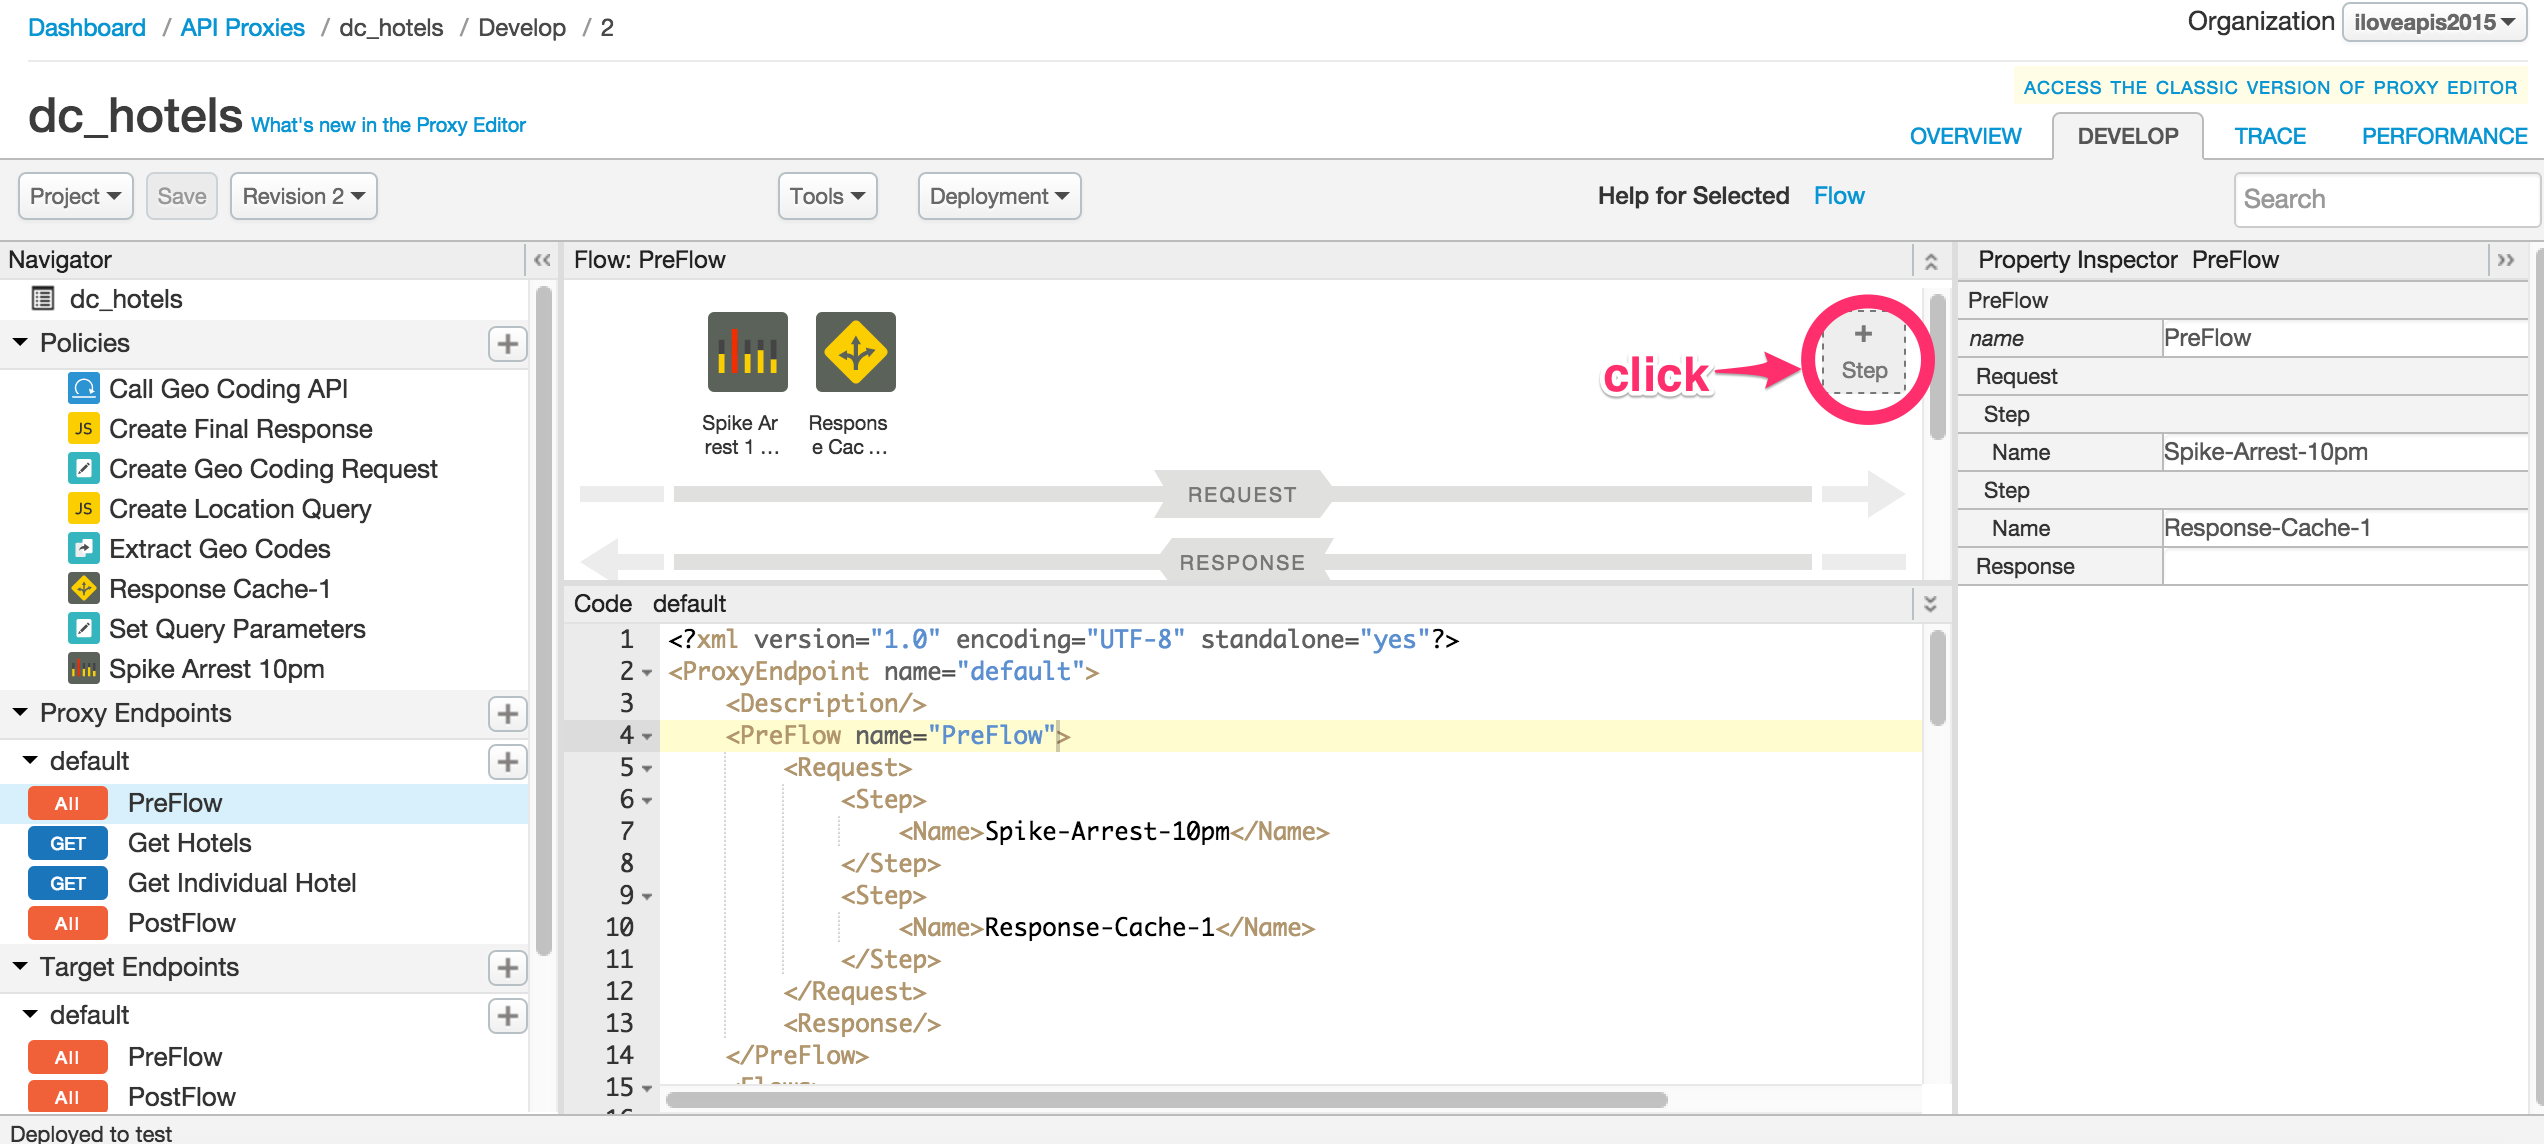 Dashboard / API Proxies / dc_hotels / Develop / 2
Organization iloveapis2015
ACCESS THE CLASSIC VERSION OF PROXY EDITOR
dc_hotels What's new in the Proxy Editor
OVERVIEW DEVELOP TRACE PERFORMANCE
Project Save Revision 2 Tools Deployment Help for Selected Flow Search
Navigator
dc_hotels
Policies
Call Geo Coding API
JS Create Final Response
Create Geo Coding Request
JS Create Location Query
Extract Geo Codes
Response Cache-1
Set Query Parameters
Spike Arrest 10pm
Proxy Endpoints
default
All PreFlow
GET Get Hotels
GET Get Individual Hotel
All PostFlow
Target Endpoints
default
All PreFlow
All PostFlow
Deployed to test
Flow: PreFlow
+
Step
click
Spike Ar
rest 1 ...
Respons
e Cac ...
REQUEST
RESPONSE
Code default
1 <?xml version="1.0" encoding="UTF-8" standalone="yes"?>
2 <ProxyEndpoint name="default">
3 <Description/>
4 <PreFlow name="PreFlow">
5 <Request>
6 <Step>
7 <Name>Spike-Arrest-10pm</Name>
8 </Step>
9 <Step>
10 <Name>Response-Cache-1</Name>
11 </Step>
12 </Request>
13 <Response/>
14 </PreFlow>
15 <Flows>
Property Inspector PreFlow
PreFlow
name PreFlow
Request
Step
Name Spike-Arrest-10pm
Step
Name Response-Cache-1
Response